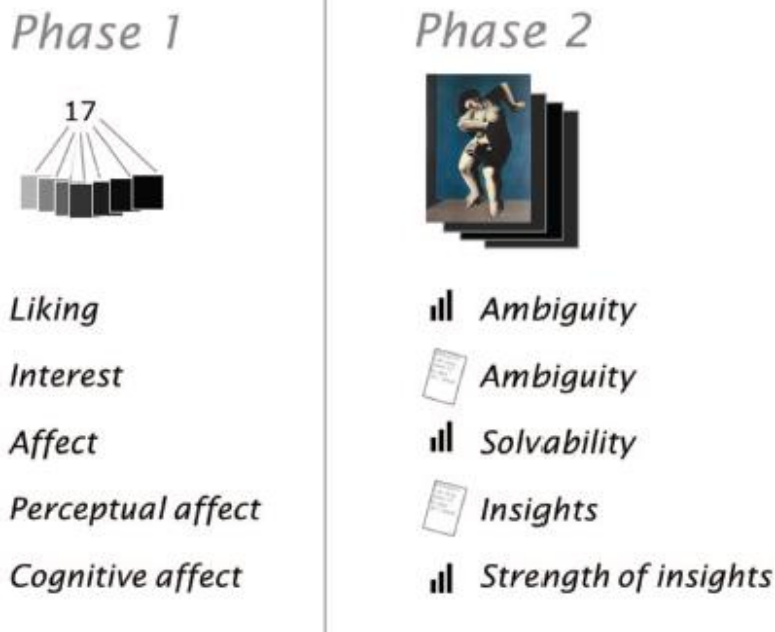 Phase 1
17
Liking
Interest
Affect
Perceptual affect
Cognitive affect
Phase 2
Ambiguity
Ambiguity
Solvability
Insights
Strength of insights